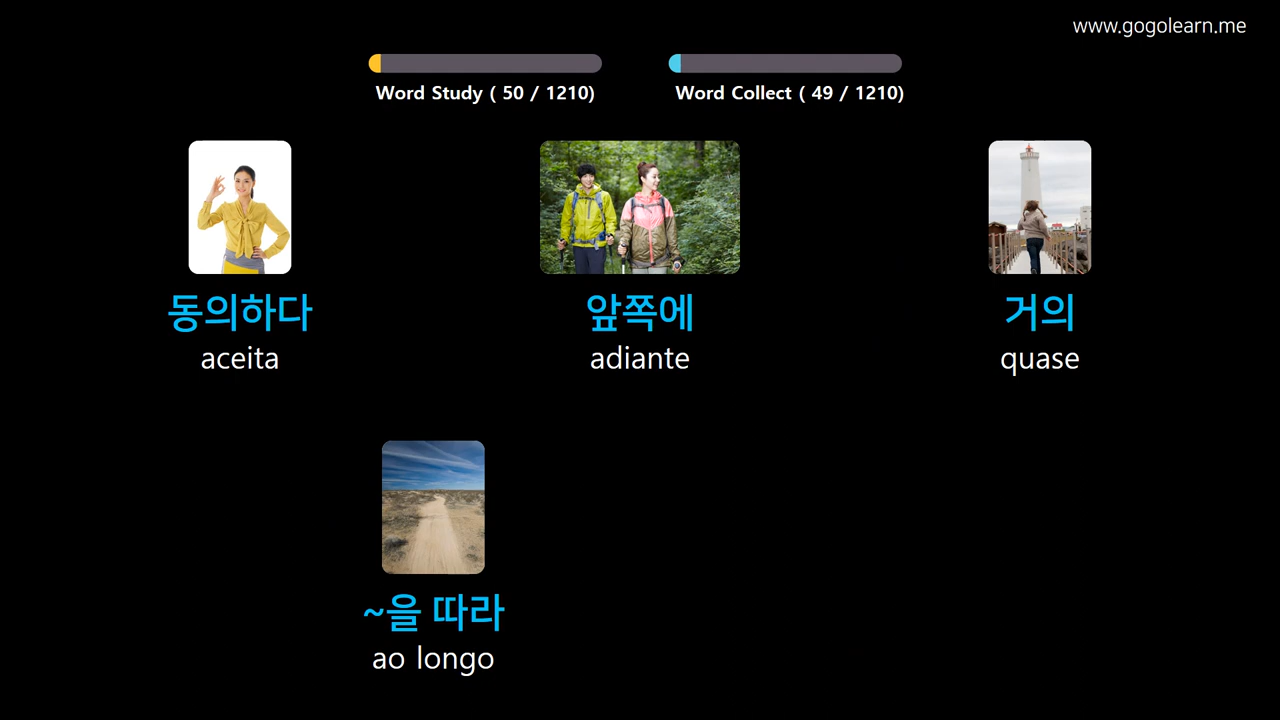 www.gogolearn.me
Word Study ( 50 / 1210)
Word Collect ( 49 / 1210)
동의하다
aceita
앞쪽에
adiante
거의
quase
~을 따라
ao longo